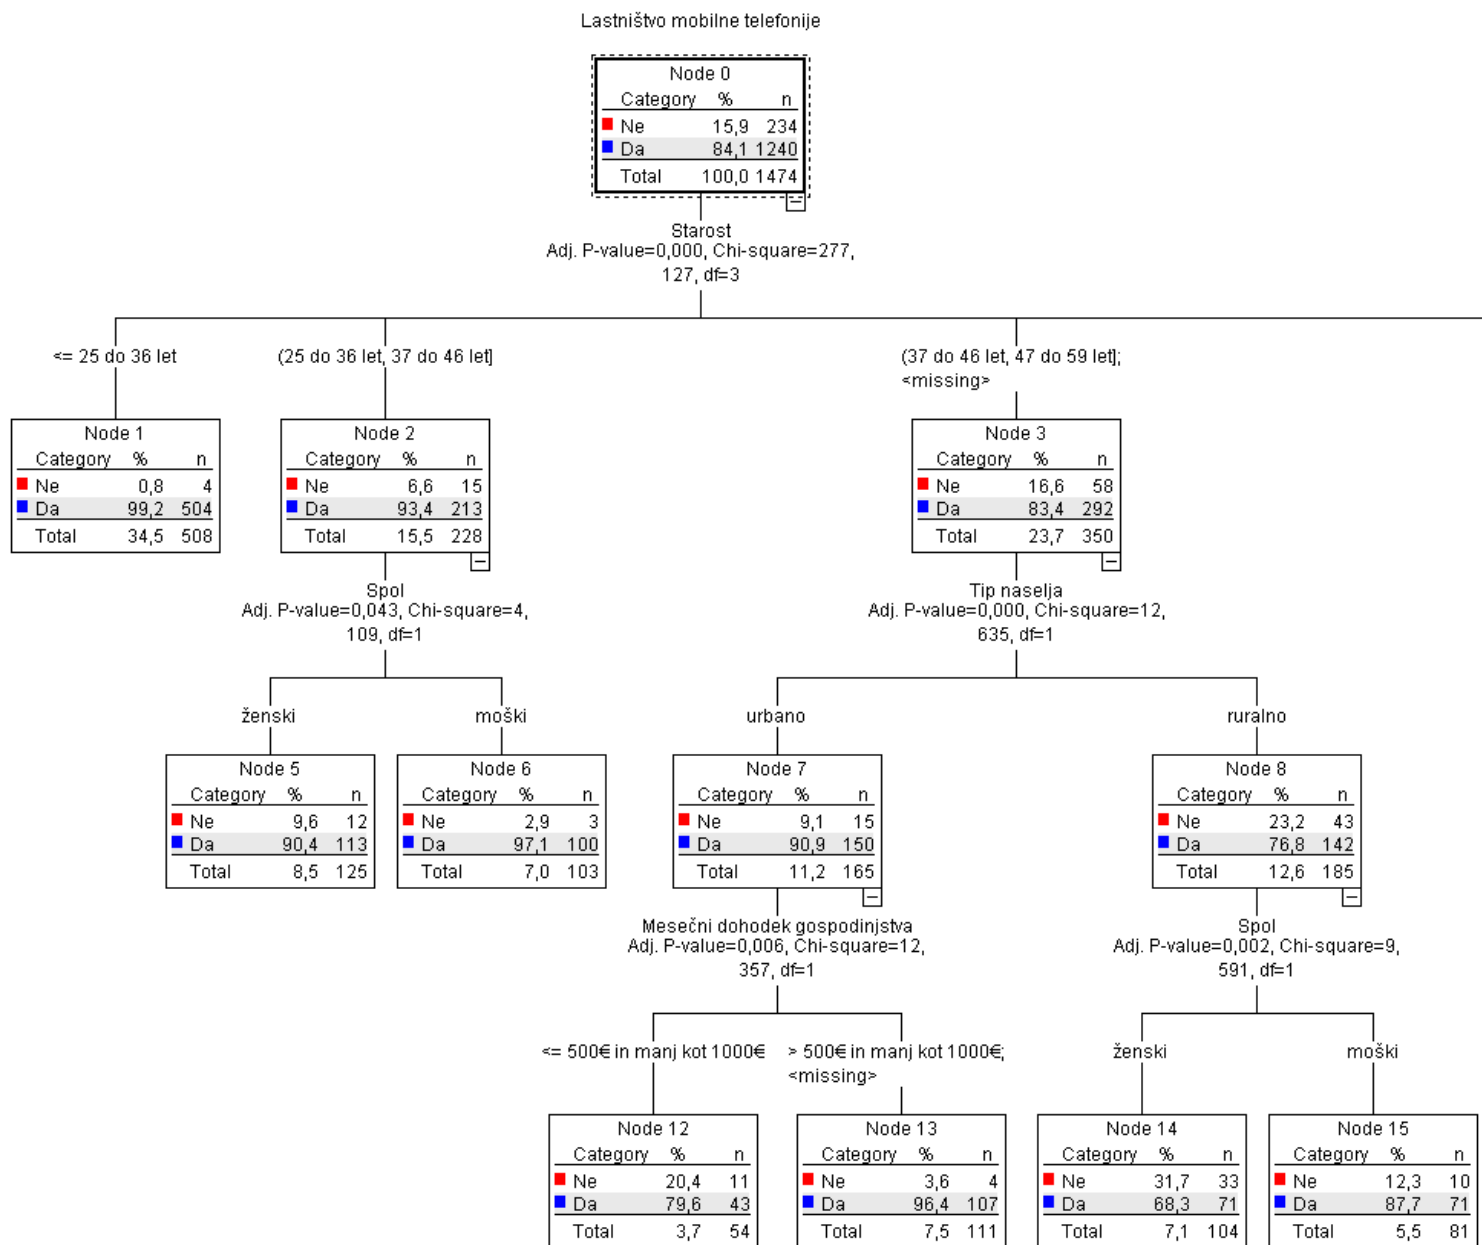 Lastništvo mobilne telefonije
Node 0
Category % n
Ne 15,9 234
Da 84,1 1240
Total 100,0 1474
Starost
Adj. P-value=0,000, Chi-square=277,
127, df=3
<= 25 do 36 let
(25 do 36 let, 37 do 46 let]
(37 do 46 let, 47 do 59 let];
<missing>
Node 1
Category % n
Ne 0,8 4
Da 99,2 504
Total 34,5 508
Node 2
Category % n
Ne 6,6 15
Da 93,4 213
Total 15,5 228
Node 3
Category % n
Ne 16,6 58
Da 83,4 292
Total 23,7 350
Spol
Adj. P-value=0,043, Chi-square=4,
109, df=1
Tip naselja
Adj. P-value=0,000, Chi-square=12,
635, df=1
ženski
moški
urbano
ruralno
Node 5
Category % n
Ne 9,6 12
Da 90,4 113
Total 8,5 125
Node 6
Category % n
Ne 2,9 3
Da 97,1 100
Total 7,0 103
Node 7
Category % n
Ne 9,1 15
Da 90,9 150
Total 11,2 165
Node 8
Category % n
Ne 23,2 43
Da 76,8 142
Total 12,6 185
Mesečni dohodek gospodinjstva
Adj. P-value=0,006, Chi-square=12,
357, df=1
Spol
Adj. P-value=0,002, Chi-square=9,
591, df=1
<= 500€ in manj kot 1000€
> 500€ in manj kot 1000€;
<missing>
ženski
moški
Node 12
Category % n
Ne 20,4 11
Da 79,6 43
Total 3,7 54
Node 13
Category % n
Ne 3,6 4
Da 96,4 107
Total 7,5 111
Node 14
Category % n
Ne 31,7 33
Da 68,3 71
Total 7,1 104
Node 15
Category % n
Ne 12,3 10
Da 87,7 71
Total 5,5 81